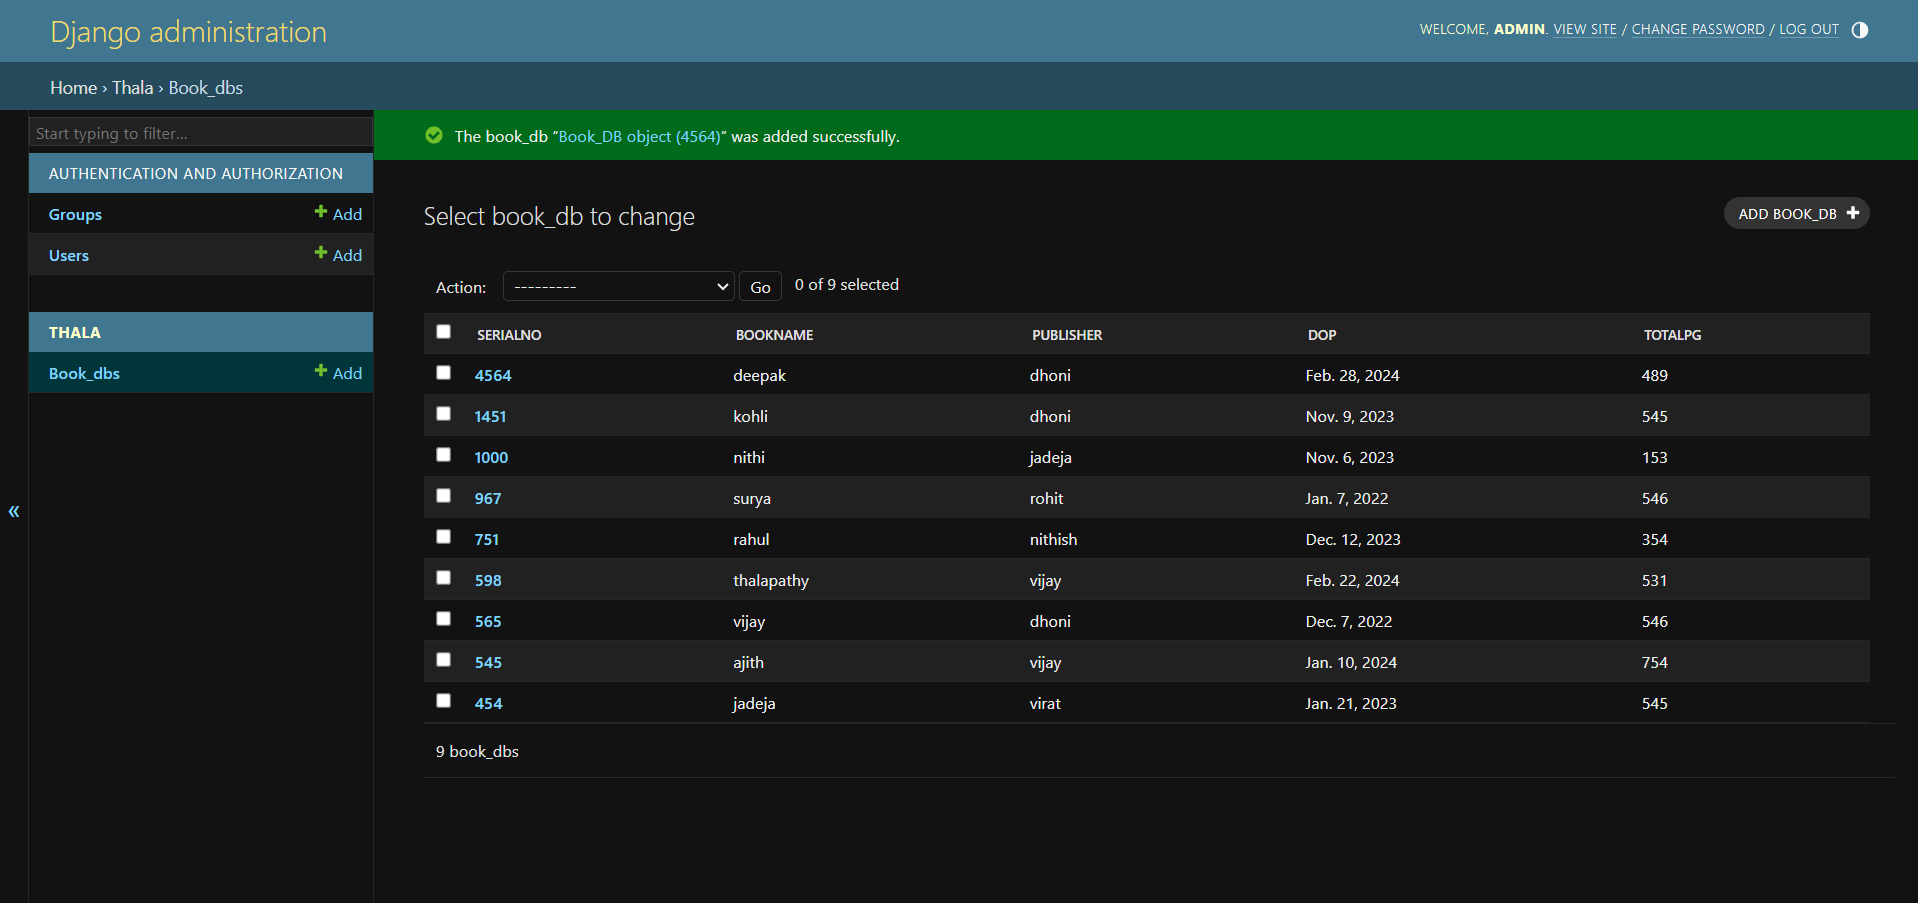 Django administration
WELCOME, ADMIN. VIEW SITE / CHANGE PASSWORD / LOG OUT
Home › Thala › Book_dbs
Start typing to filter...
AUTHENTICATION AND AUTHORIZATION
Groups + Add
Users + Add
THALA
Book_dbs + Add
«
The book_db “Book_DB object (4564)” was added successfully.
Select book_db to change
ADD BOOK_DB +
Action: --------- Go 0 of 9 selected
SERIALNO BOOKNAME PUBLISHER DOP TOTALPG
4564 deepak dhoni Feb. 28, 2024 489
1451 kohli dhoni Nov. 9, 2023 545
1000 nithi jadeja Nov. 6, 2023 153
967 surya rohit Jan. 7, 2022 546
751 rahul nithish Dec. 12, 2023 354
598 thalapathy vijay Feb. 22, 2024 531
565 vijay dhoni Dec. 7, 2022 546
545 ajith vijay Jan. 10, 2024 754
454 jadeja virat Jan. 21, 2023 545
9 book_dbs